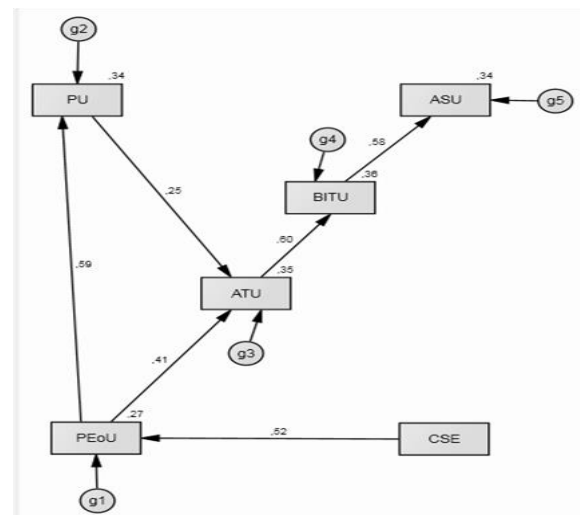 g2
,34
PU
,34
ASU
g5
g4
,58
,36
BITU
,25
,60
,35
ATU
,59
g3
,41
,27
PEoU
,52
CSE
g1